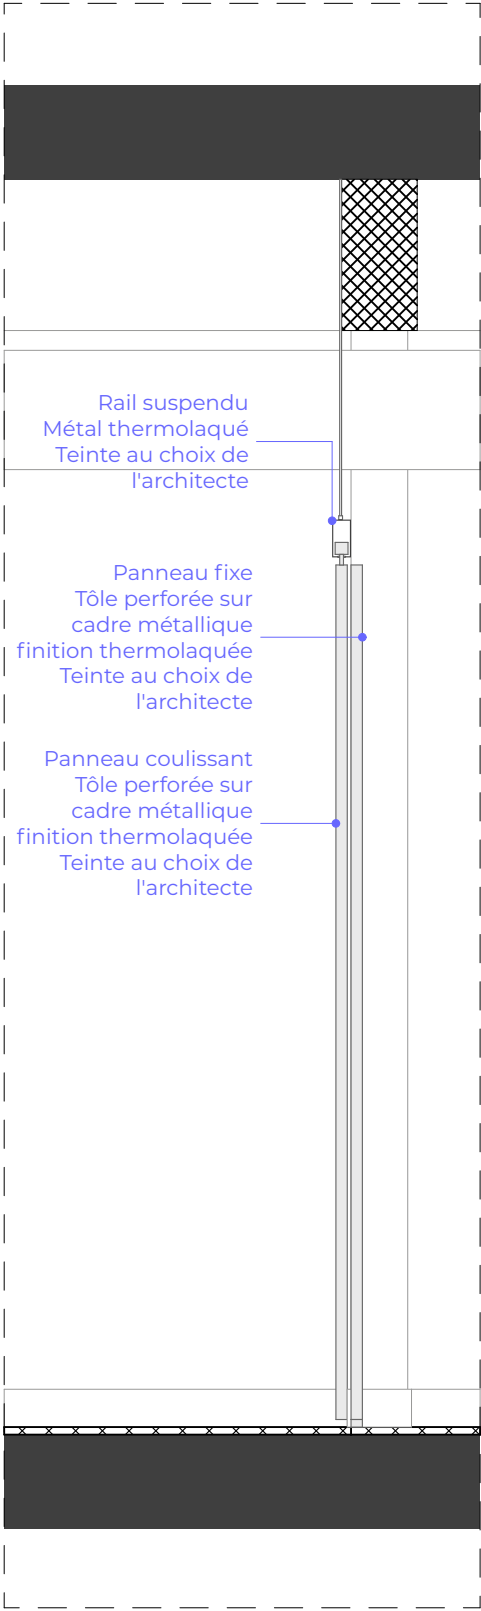 Rail suspendu
Métal thermolaqué
Teinte au choix de
l'architecte
Panneau fixe
Tôle perforée sur
cadre métallique
finition thermolaquée
Teinte au choix de
l'architecte
Panneau coulissant
Tôle perforée sur
cadre métallique
finition thermolaquée
Teinte au choix de
l'architecte